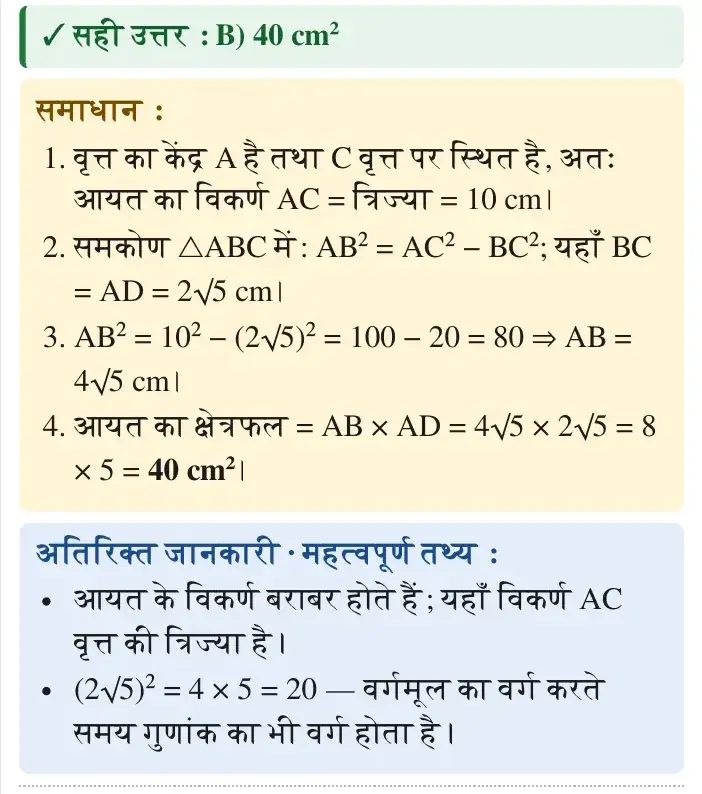 ✓ सही उत्तर : B) 40 cm²
समाधान :
1. वृत्त का केंद्र A है तथा C वृत्त पर स्थित है, अतः
आयत का विकर्ण AC = त्रिज्या = 10 cm।
2. समकोण △ABC में : AB² = AC² − BC²; यहाँ BC
= AD = 2√5 cm।
3. AB² = 10² − (2√5)² = 100 − 20 = 80 ⇒ AB =
4√5 cm।
4. आयत का क्षेत्रफल = AB × AD = 4√5 × 2√5 = 8
× 5 = 40 cm²।
अतिरिक्त जानकारी · महत्वपूर्ण तथ्य :
• आयत के विकर्ण बराबर होते हैं ; यहाँ विकर्ण AC
वृत्त की त्रिज्या है।
• (2√5)² = 4 × 5 = 20 — वर्गमूल का वर्ग करते
समय गुणांक का भी वर्ग होता है।